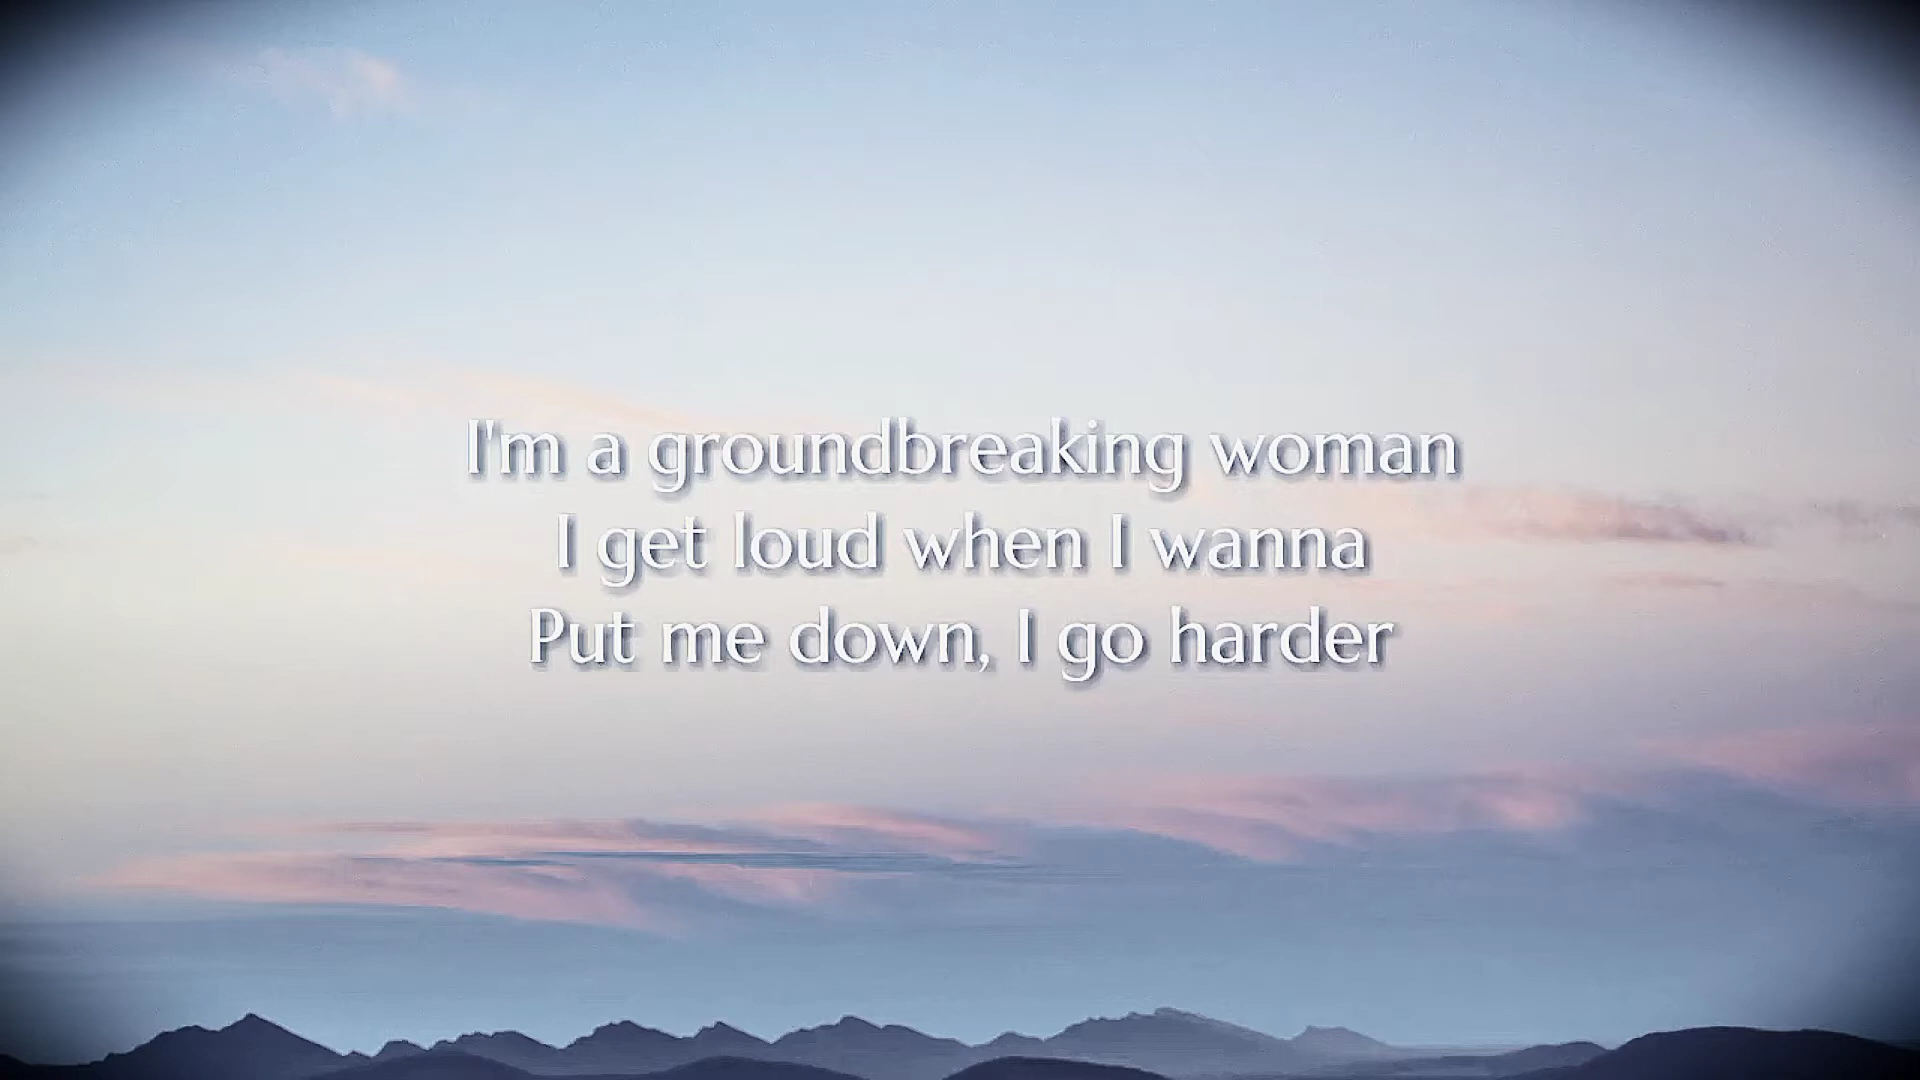 I'm a groundbreaking woman
I get loud when I wanna
Put me down, I go harder